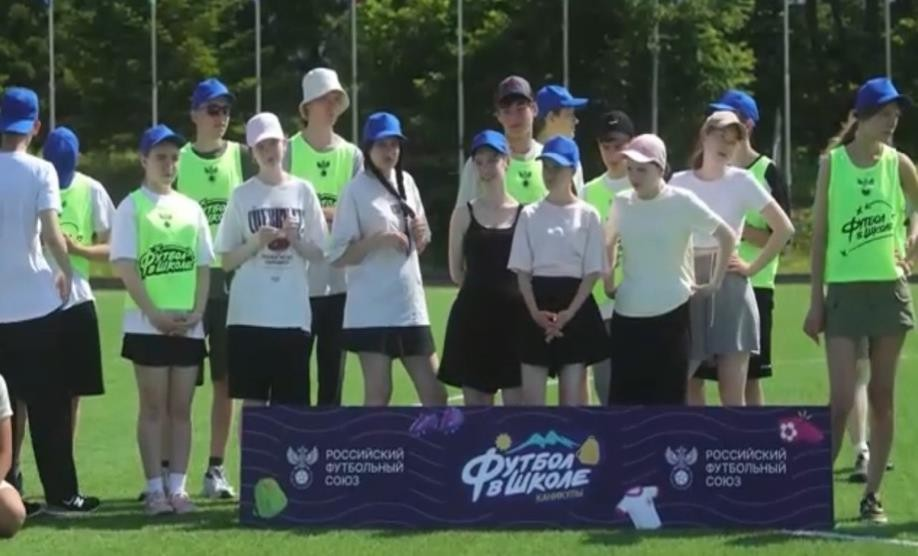 ФУТБОЛ
В ШКОЛЕ
ФУТБОЛ
В ШКОЛЕ
РОССИЙСКИЙ
ФУТБОЛЬНЫЙ
СОЮЗ
ФУТБОЛ
В ШКОЛЕ
КАНИКУЛЫ
РОССИЙСКИЙ
ФУТБОЛЬНЫЙ
СОЮЗ